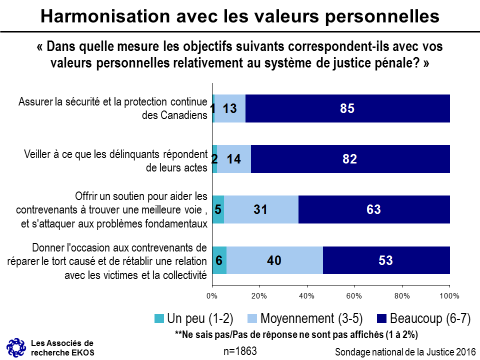 Harmonisation avec les valeurs personnelles
« Dans quelle mesure les objectifs suivants correspondent-ils avec vos
valeurs personnelles relativement au système de justice pénale? »
Assurer la sécurité et la protection continue
des Canadiens
1 13 85
Veiller à ce que les délinquants répondent
de leurs actes
2 14 82
Offrir un soutien pour aider les
contrevenants à trouver une meilleure voie ,
et s'attaquer aux problèmes fondamentaux
5 31 63
Donner l'occasion aux contrevenants de
réparer le tort causé et de rétablir une relation
avec les victimes et la collectivité
6 40 53
0% 20% 40% 60% 80% 100%
Un peu (1-2) Moyennement (3-5) Beaucoup (6-7)
**Ne sais pas/Pas de réponse ne sont pas affichés (1 à 2%)
Les Associés de
recherche EKOS
n=1863
Sondage national de la Justice 2016